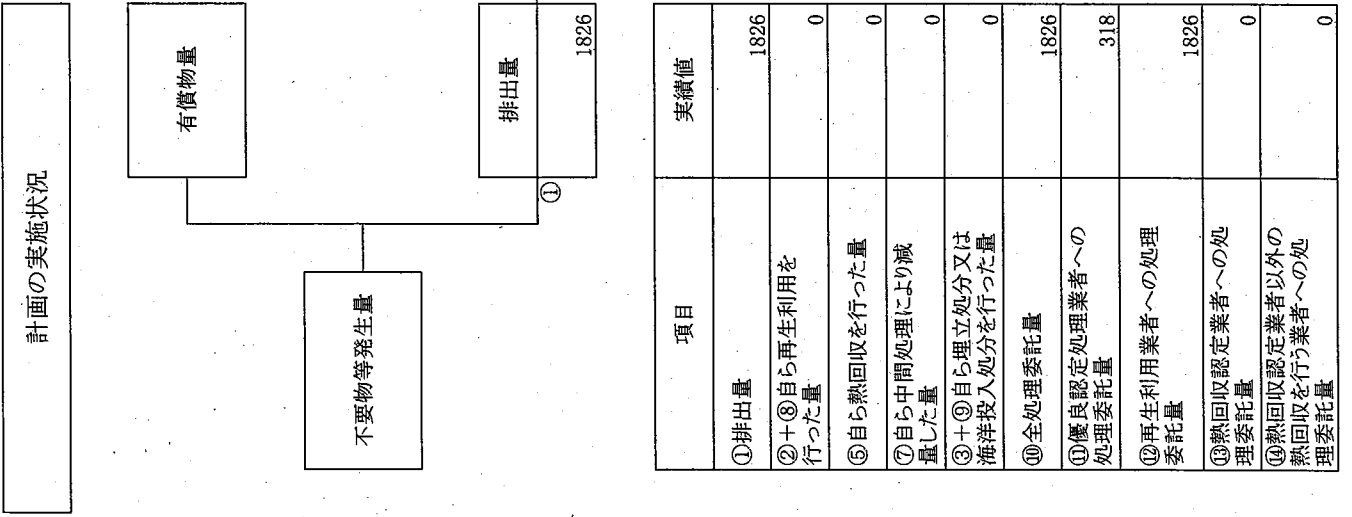 計画の実施状況
有償物量
不要物等発生量
排出量
①
1826
項目 実績値
①排出量 1826
②+⑧自ら再生利用を
行った量 0
⑤自ら熱回収を行った量 0
⑦自ら中間処理により減
量した量 0
③+⑨自ら埋立処分又は
海洋投入処分を行った量 0
⑩全処理委託量 1826
⑪優良認定処理業者への
処理委託量 318
⑫再生利用業者への処理
委託量 1826
⑬熱回収認定業者への処
理委託量 0
⑭熱回収認定業者以外の
熱回収を行う業者への処
理委託量 0